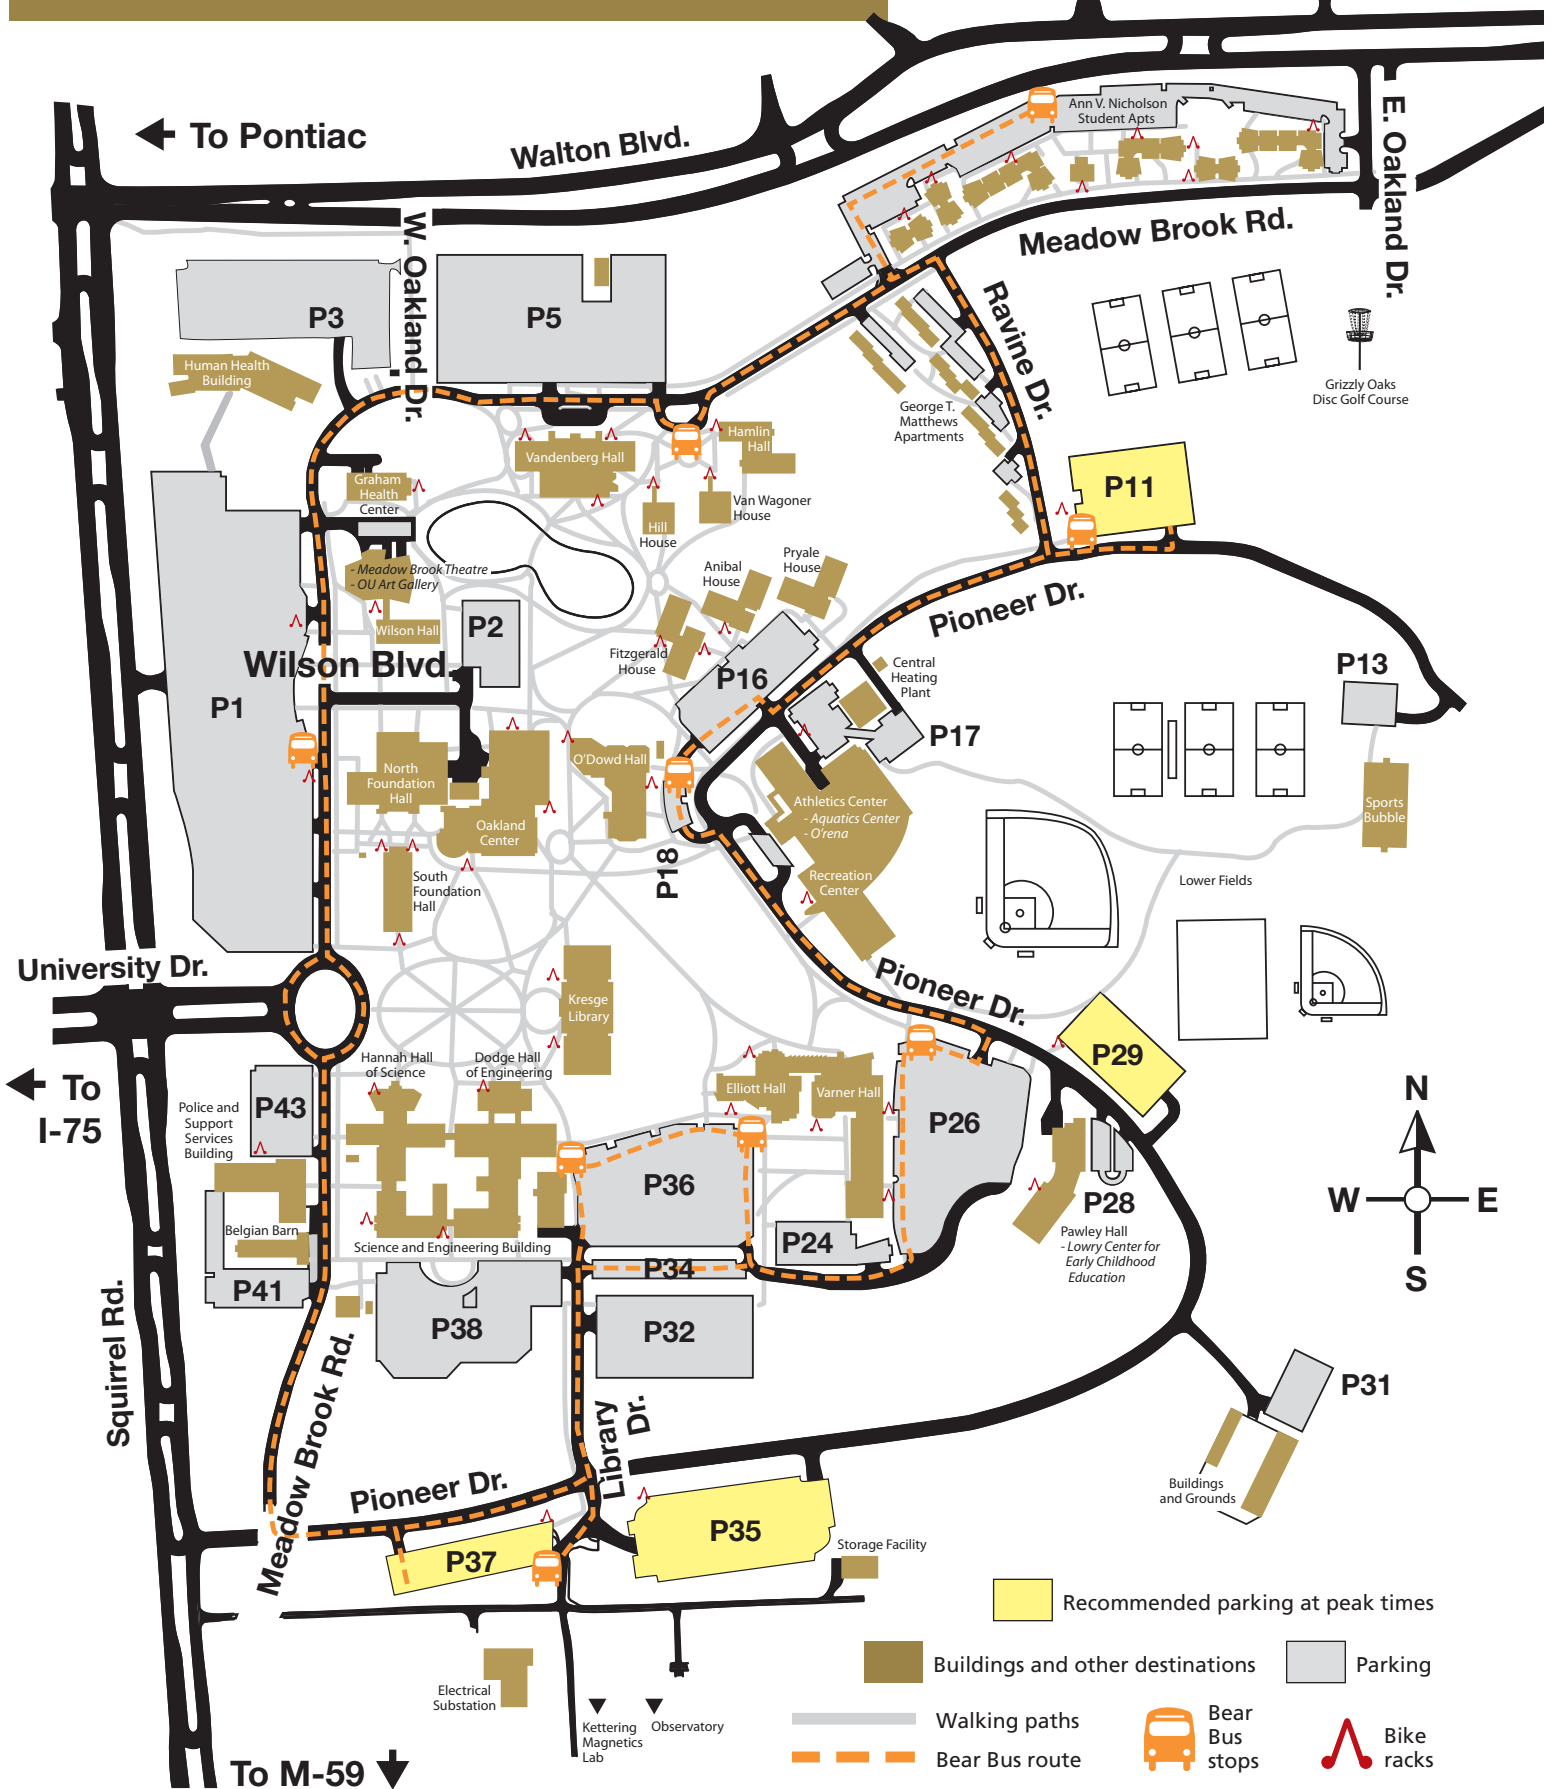 To Pontiac
Walton Blvd.
Ann V. Nicholson
Student Apts
E. Oakland Dr.
W. Oakland Dr.
Meadow Brook Rd.
P3
P5
Ravine Dr.
Human Health
Building
Grizzly Oaks
Disc Golf Course
George T.
Matthews
Apartments
Hamlin
Hall
Vandenberg Hall
Graham
Health
Center
P11
Van Wagoner
House
Hill
House
- Meadow Brook Theatre
- OU Art Gallery
Pryale
House
Anibal
House
Pioneer Dr.
P2
Wilson Hall
Fitzgerald
House
Wilson Blvd.
Central
Heating
Plant
P13
P16
P1
P17
O'Dowd Hall
North
Foundation
Hall
Athletics Center
- Aquatics Center
- O'rena
Sports
Bubble
Oakland
Center
P18
South
Foundation
Hall
Recreation
Center
Lower Fields
University Dr.
Pioneer Dr.
Kresge
Library
To
I-75
Hannah Hall
of Science
Dodge Hall
of Engineering
P29
P43
Elliott Hall
Varner Hall
Police and
Support
Services
Building
P26
N
W
E
S
P36
P28
Belgian Barn
Science and Engineering Building
P24
Pawley Hall
- Lowry Center for
Early Childhood
Education
P34
P41
P38
P32
Squirrel Rd.
Meadow Brook Rd.
Library
Dr.
P31
Pioneer Dr.
Buildings
and Grounds
P35
P37
Storage Facility
Recommended parking at peak times
Buildings and other destinations
Parking
Electrical
Substation
Kettering
Magnetics
Lab
Observatory
Walking paths
Bear Bus route
Bear
Bus
stops
Bike
racks
To M-59